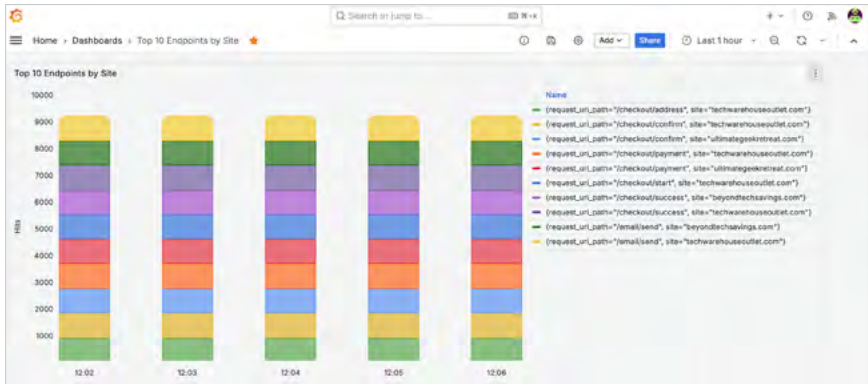 Search or jump to...
⌘+k
Home › Dashboards › Top 10 Enpoints by Site
Add
Share
Last 1 hour
Top 10 Endpoints by Site
10000
9000
8000
7000
6000
5000
4000
3000
2000
1000
Hits
12:02 12:03 12:04 12:05 12:06
Name
{request_uri_path="/checkout/address", site="techwarehouseoutlet.com"}
{request_uri_path="/checkout/confirm", site="techwarehouseoutlet.com"}
{request_uri_path="/checkout/confirm", site="ultimategeekretreat.com"}
{request_uri_path="/checkout/payment", site="techwarehouseoutlet.com"}
{request_uri_path="/checkout/payment", site="ultimategeekretreat.com"}
{request_uri_path="/checkout/start", site="techwarehouseoutlet.com"}
{request_uri_path="/checkout/success", site="beyondtechsavings.com"}
{request_uri_path="/checkout/success", site="techwarehouseoutlet.com"}
{request_uri_path="/email/send", site="beyondtechsavings.com"}
{request_uri_path="/email/send", site="techwarehouseoutlet.com"}